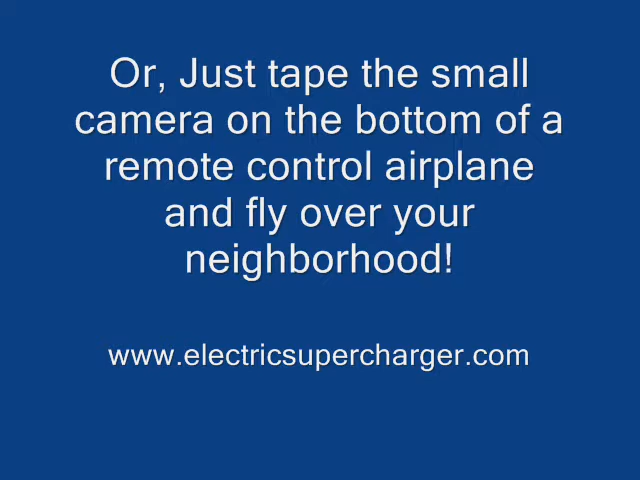 Or, Just tape the small
camera on the bottom of a
remote control airplane
and fly over your
neighborhood!
www.electricsupercharger.com